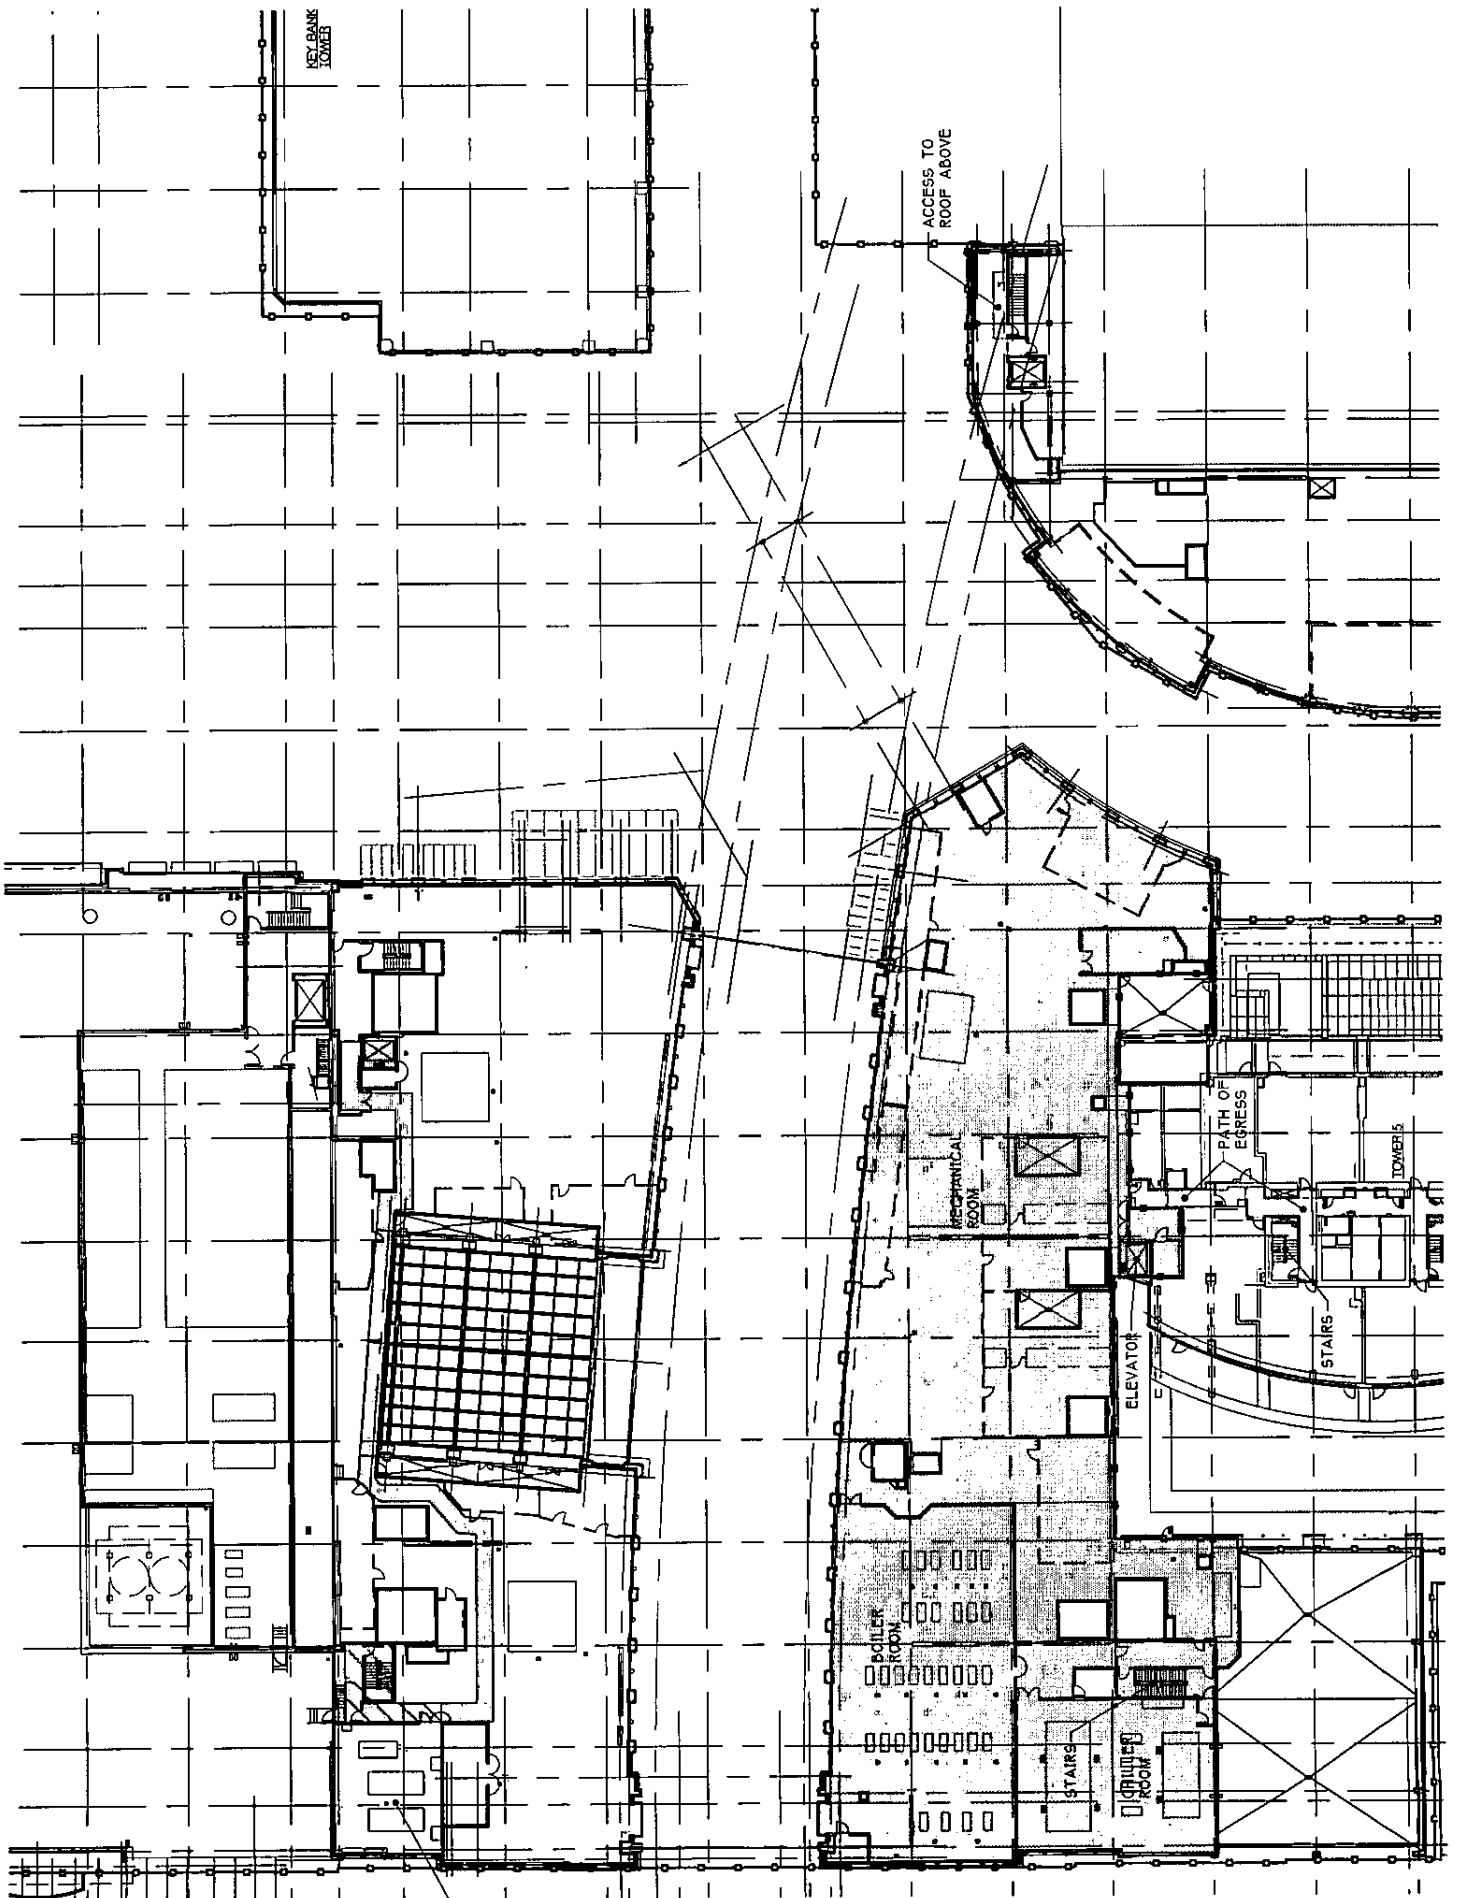 KEY BANK
TOWER
ACCESS TO
ROOF ABOVE
MECHANICAL
ROOM
PATH OF
EGRESS
TOWER 5
ELEVATOR
STAIRS
BOILER
ROOM
STAIRS
CHILLER
ROOM